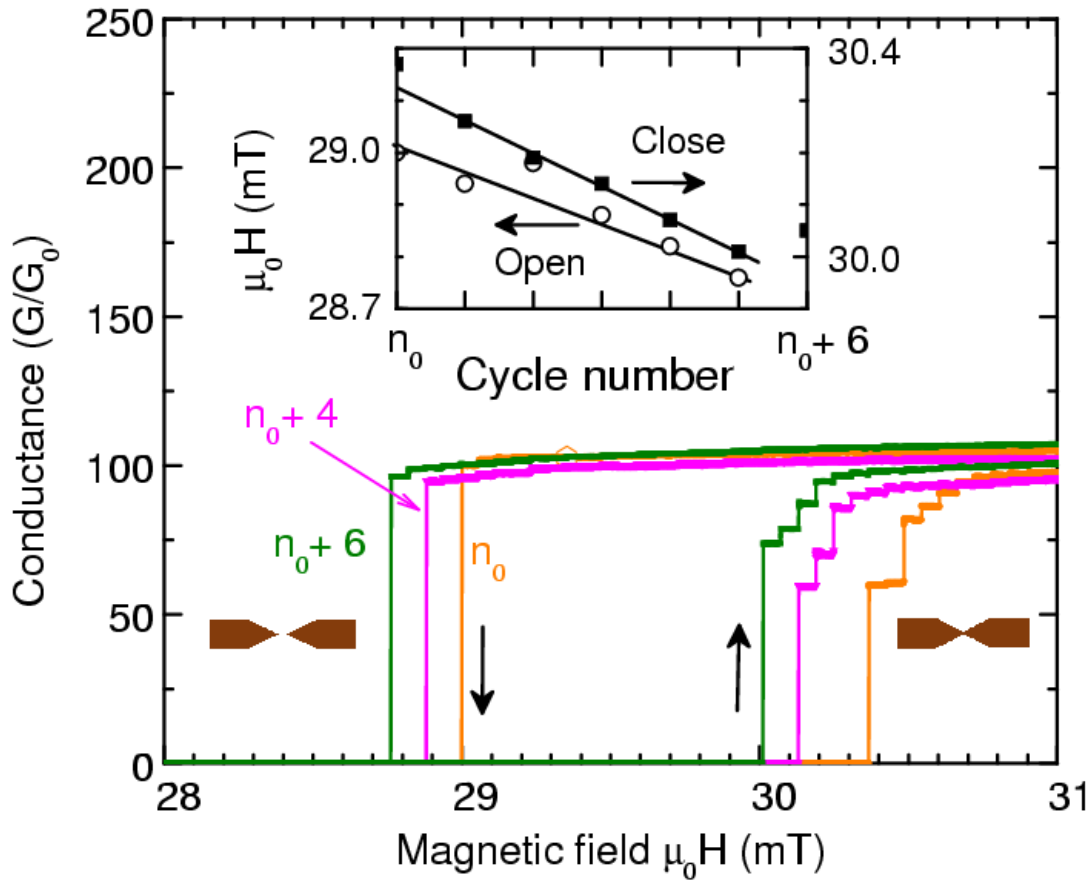 250
200
150
100
50
0
Conductance (G/G₀)
28
29
30
31
Magnetic field μ₀H (mT)
μ₀H (mT)
29.0
28.7
30.4
30.0
Close
Open
n₀
n₀+ 6
Cycle number
n₀+ 4
n₀+ 6
n₀